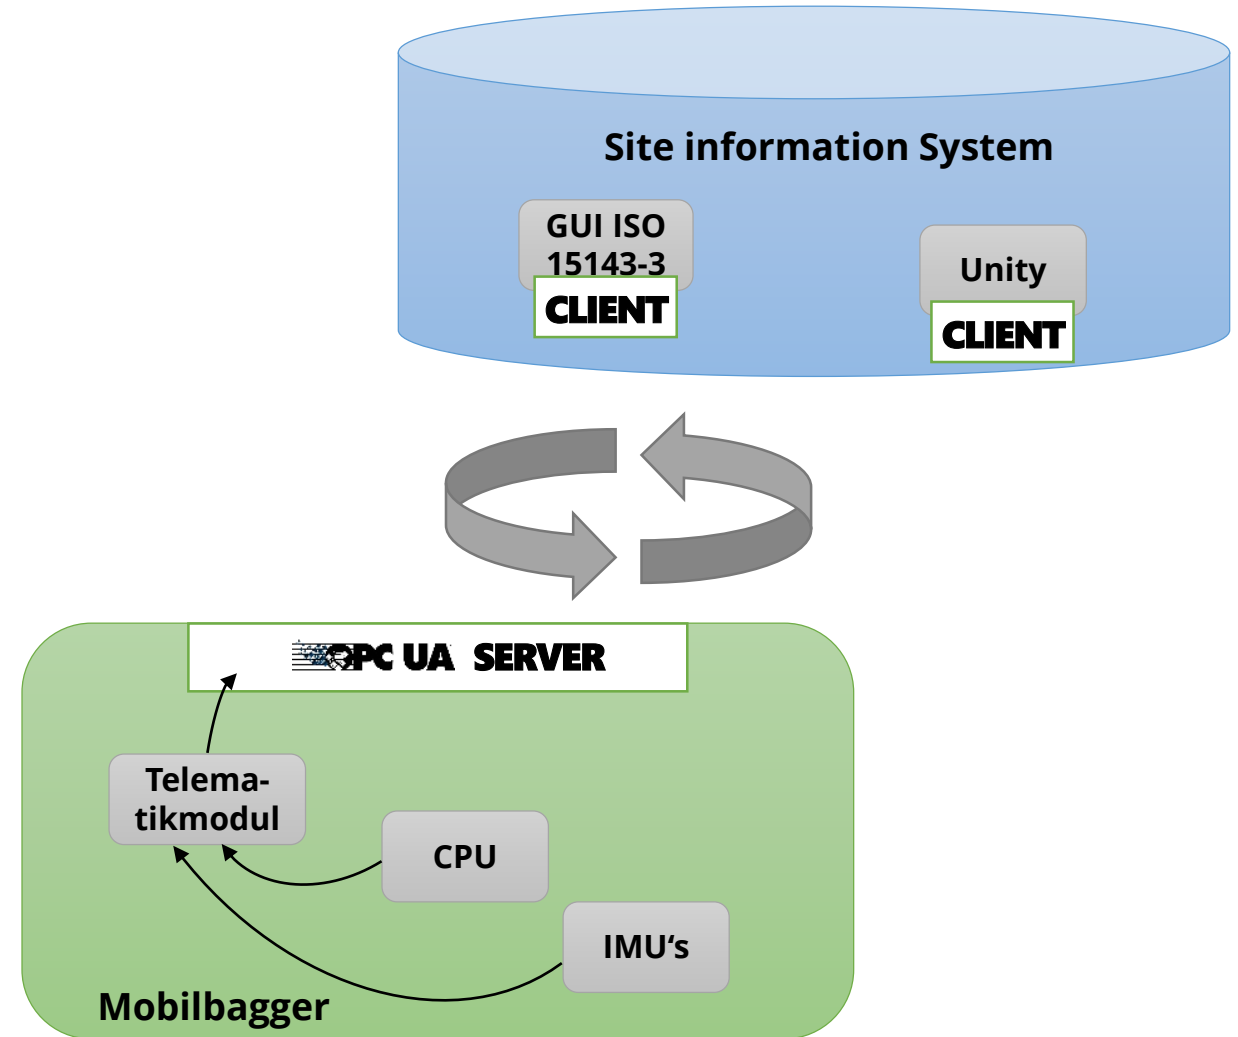 Site information System
GUI ISO
15143-3
CLIENT
Unity
CLIENT
OPC UA SERVER
Telema-
tikmodul
CPU
IMU‘s
Mobilbagger